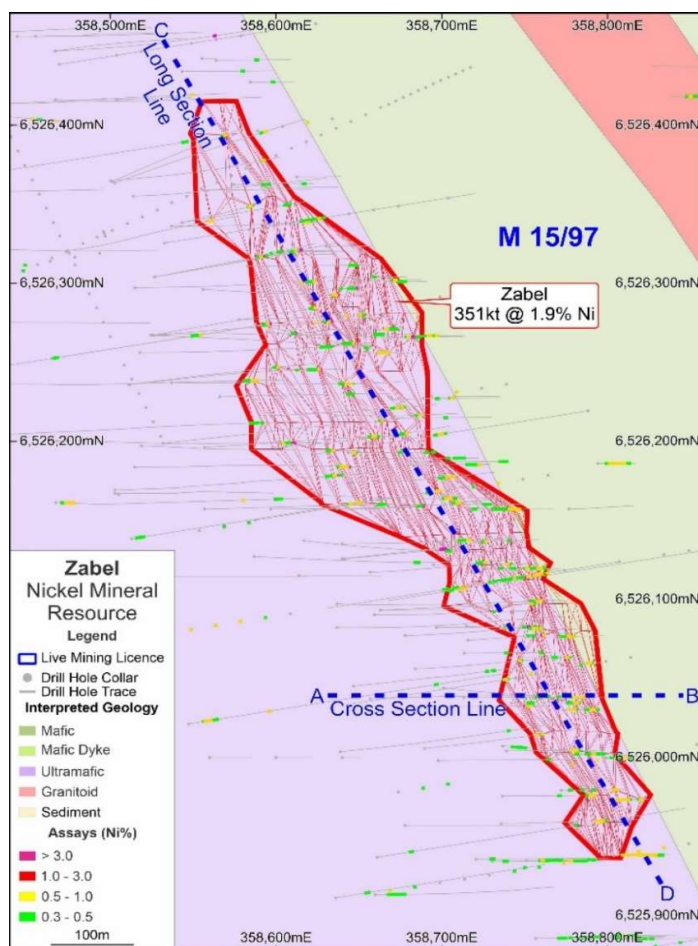 358,500mE
358,600mE
358,700mE
358,800mE
C
Long Section
Line
6,526,400mN
6,526,400mN
M 15/97
6,526,300mN
6,526,300mN
Zabel
351kt @ 1.9% Ni
6,526,200mN
6,526,200mN
6,526,100mN
A
B
Cross Section Line
6,526,000mN
D
6,525,900mN
Zabel
Nickel Mineral
Resource
Legend
Live Mining Licence
Drill Hole Collar
Drill Hole Trace
Interpreted Geology
Mafic
Mafic Dyke
Ultramafic
Granitoid
Sediment
Assays (Ni%)
> 3.0
1.0 - 3.0
0.5 - 1.0
0.3 - 0.5
100m
358,600mE
358,700mE
358,800mE